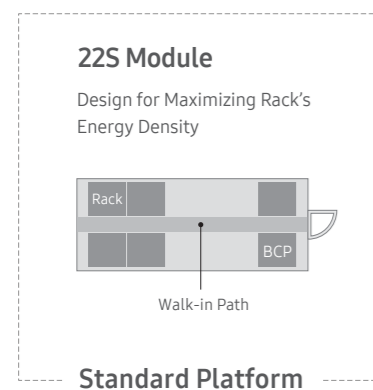 22S Module
Design for Maximizing Rack's
Energy Density
Rack
BCP
Walk-in Path
Standard Platform